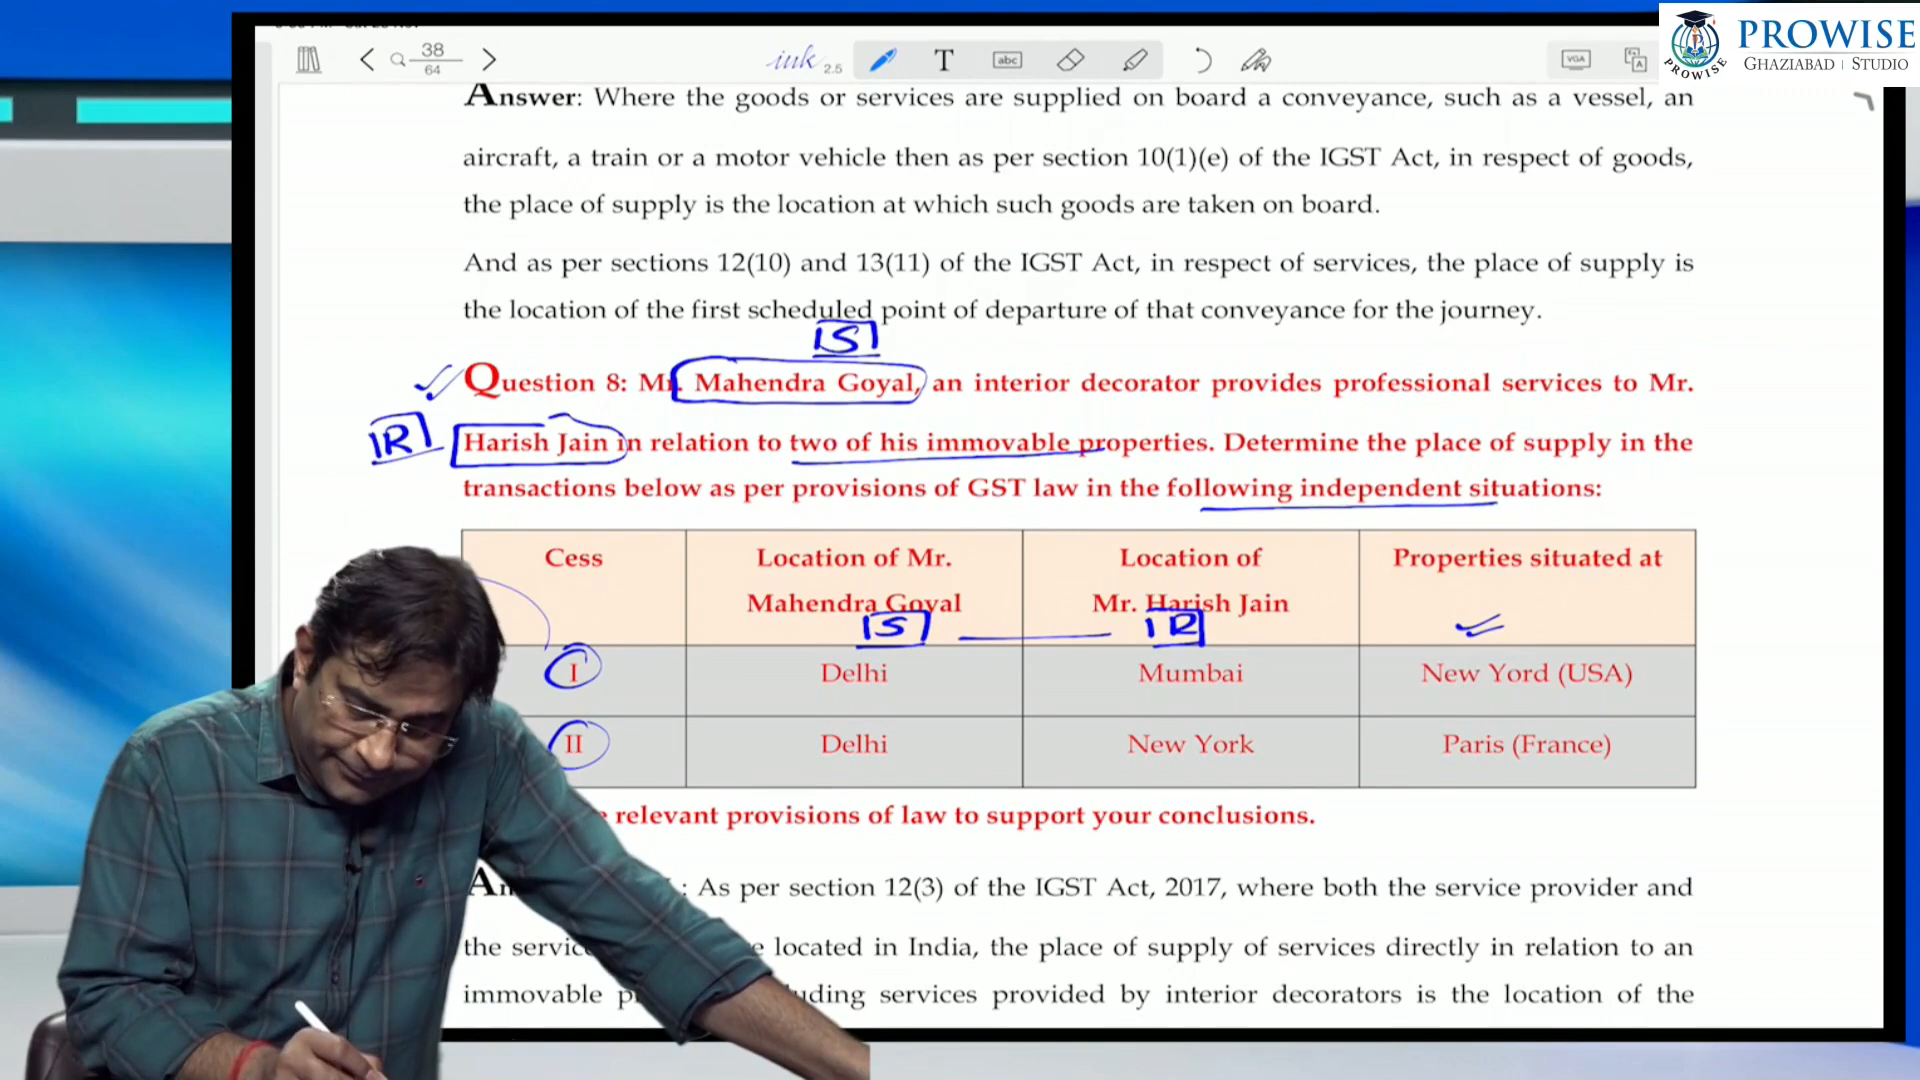 PROWISE
GHAZIABAD | STUDIO
PROWISE
38
64
ink 2.5
T
abc
VGA
A
Answer: Where the goods or services are supplied on board a conveyance, such as a vessel, an
aircraft, a train or a motor vehicle then as per section 10(1)(e) of the IGST Act, in respect of goods,
the place of supply is the location at which such goods are taken on board.
And as per sections 12(10) and 13(11) of the IGST Act, in respect of services, the place of supply is
the location of the first scheduled point of departure of that conveyance for the journey.
S
Question 8: Mr. Mahendra Goyal, an interior decorator provides professional services to Mr.
R
Harish Jain in relation to two of his immovable properties. Determine the place of supply in the
transactions below as per provisions of GST law in the following independent situations:
Cess
Location of Mr.
Mahendra Goyal
Location of
Mr. Harish Jain
Properties situated at
S
R
I
Delhi
Mumbai
New Yord (USA)
II
Delhi
New York
Paris (France)
relevant provisions of law to support your conclusions.
: As per section 12(3) of the IGST Act, 2017, where both the service provider and
the located in India, the place of supply of services directly in relation to an
immovable services provided by interior decorators is the location of the